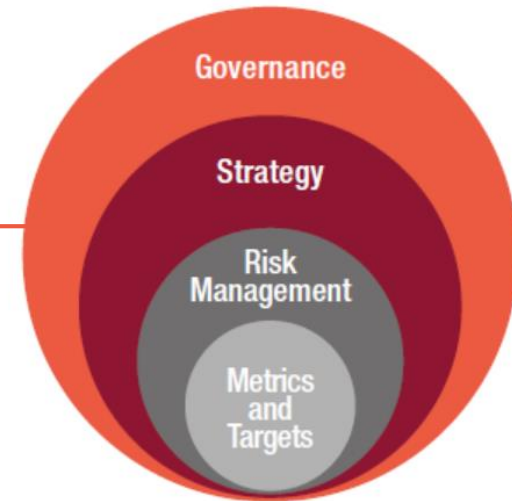 Governance
Strategy
Risk
Management
Metrics
and
Targets